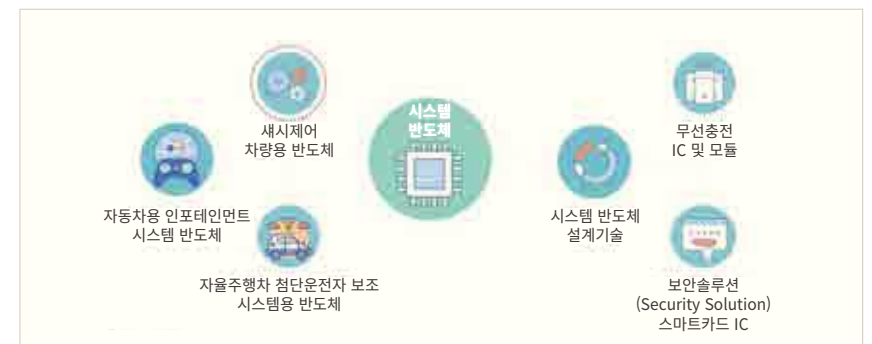 시스템
반도체
섀시제어
차량용 반도체
자동차용 인포테인먼트
시스템 반도체
자율주행차 첨단운전자 보조
시스템용 반도체
시스템 반도체
설계기술
무선충전
IC 및 모듈
보안솔루션
(Security Solution)
스마트카드 IC